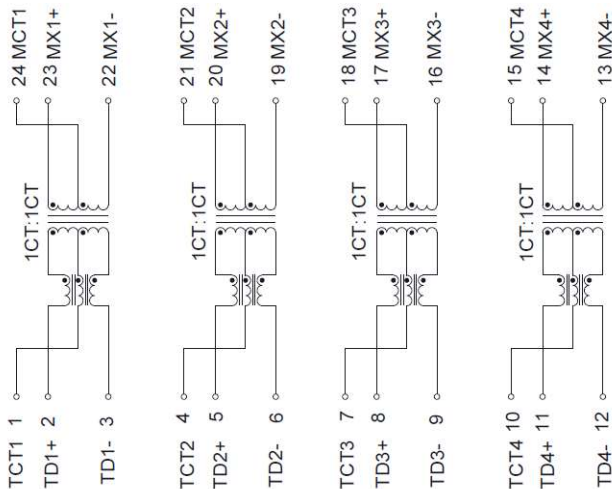 24 MCT1
23 MX1+
22 MX1-
21 MCT2
20 MX2+
19 MX2-
18 MCT3
17 MX3+
16 MX3-
15 MCT4
14 MX4+
13 MX4-
1CT:1CT
1CT:1CT
1CT:1CT
1CT:1CT
TCT1 1
TD1+ 2
TD1- 3
TCT2 4
TD2+ 5
TD2- 6
TCT3 7
TD3+ 8
TD3- 9
TCT4 10
TD4+ 11
TD4- 12